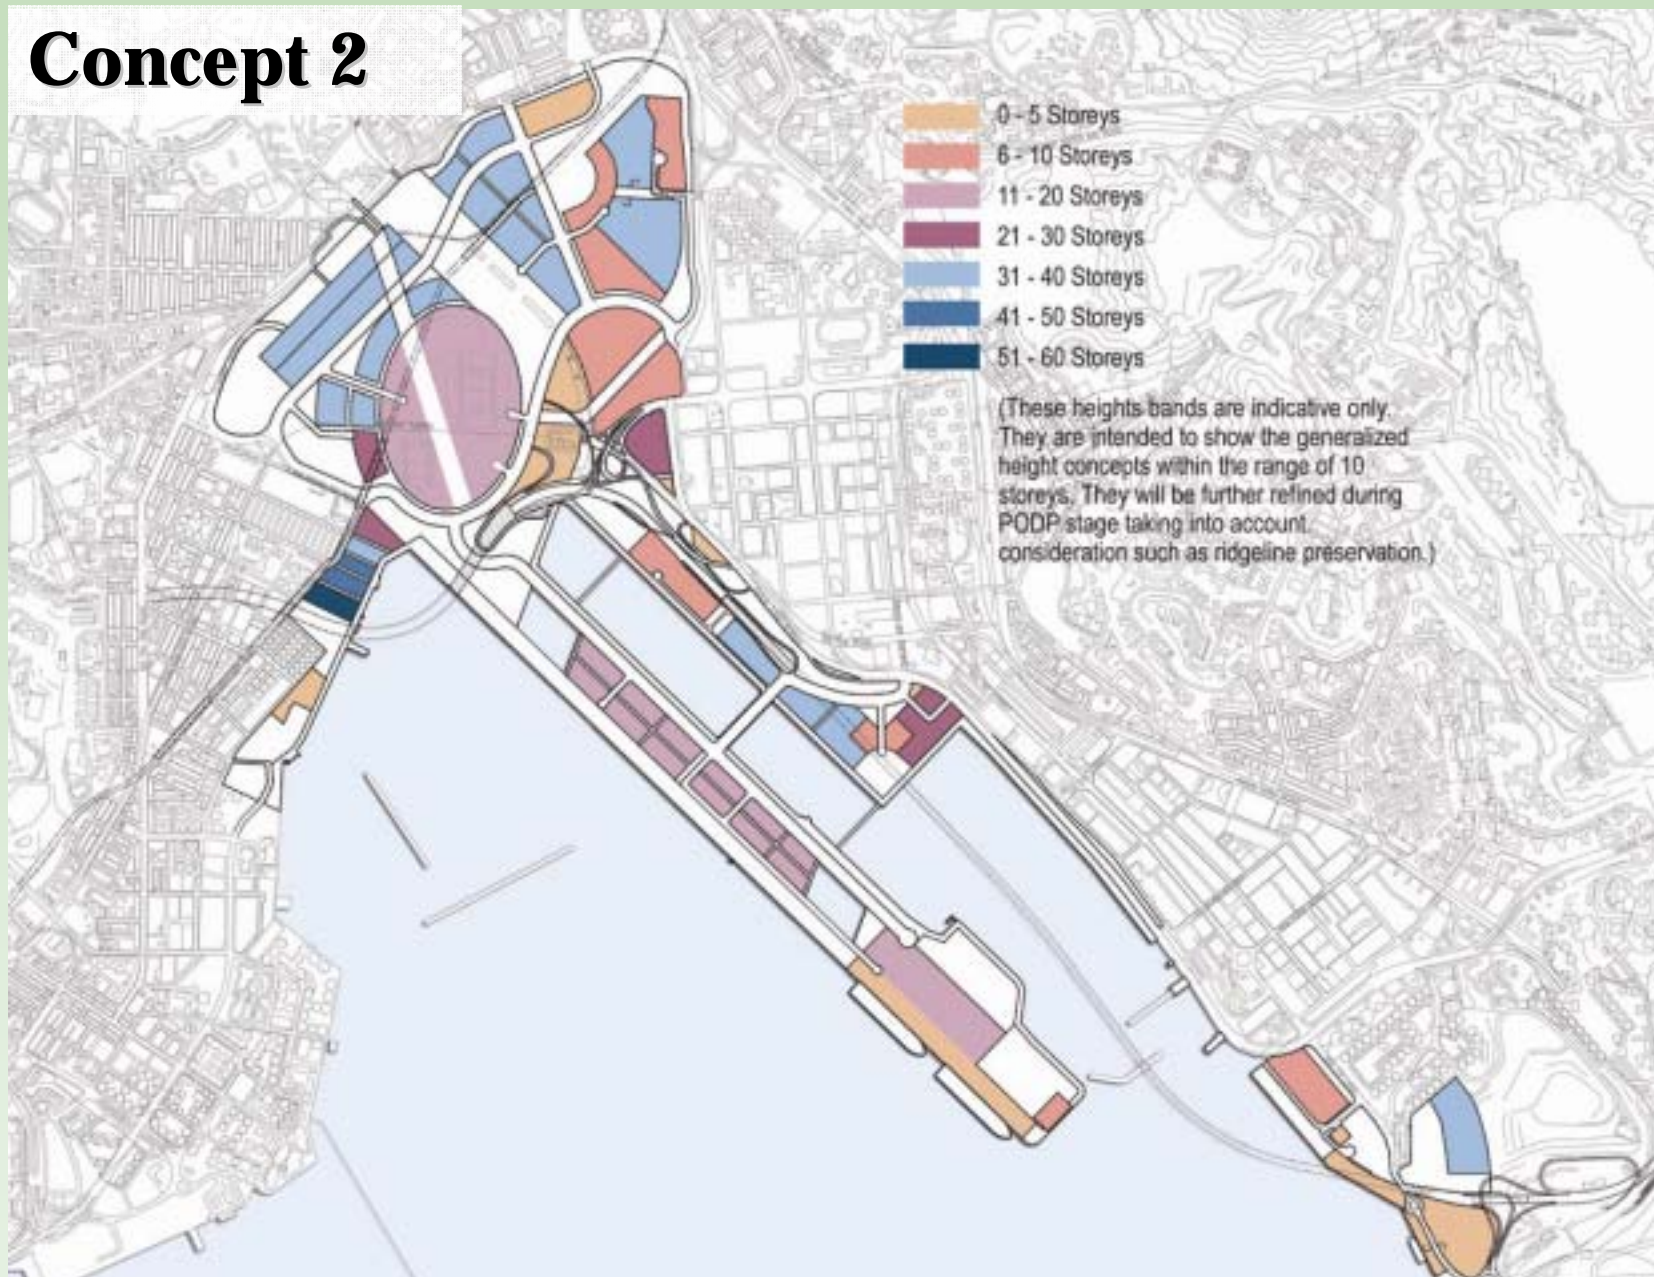 Concept 2
0 - 5 Storeys
6 - 10 Storeys
11 - 20 Storeys
21 - 30 Storeys
31 - 40 Storeys
41 - 50 Storeys
51 - 60 Storeys
(These heights bands are indicative only.
They are intended to show the generalized
height concepts within the range of 10
storeys. They will be further refined during
PODP stage taking into account.
consideration such as ridgeline preservation.)